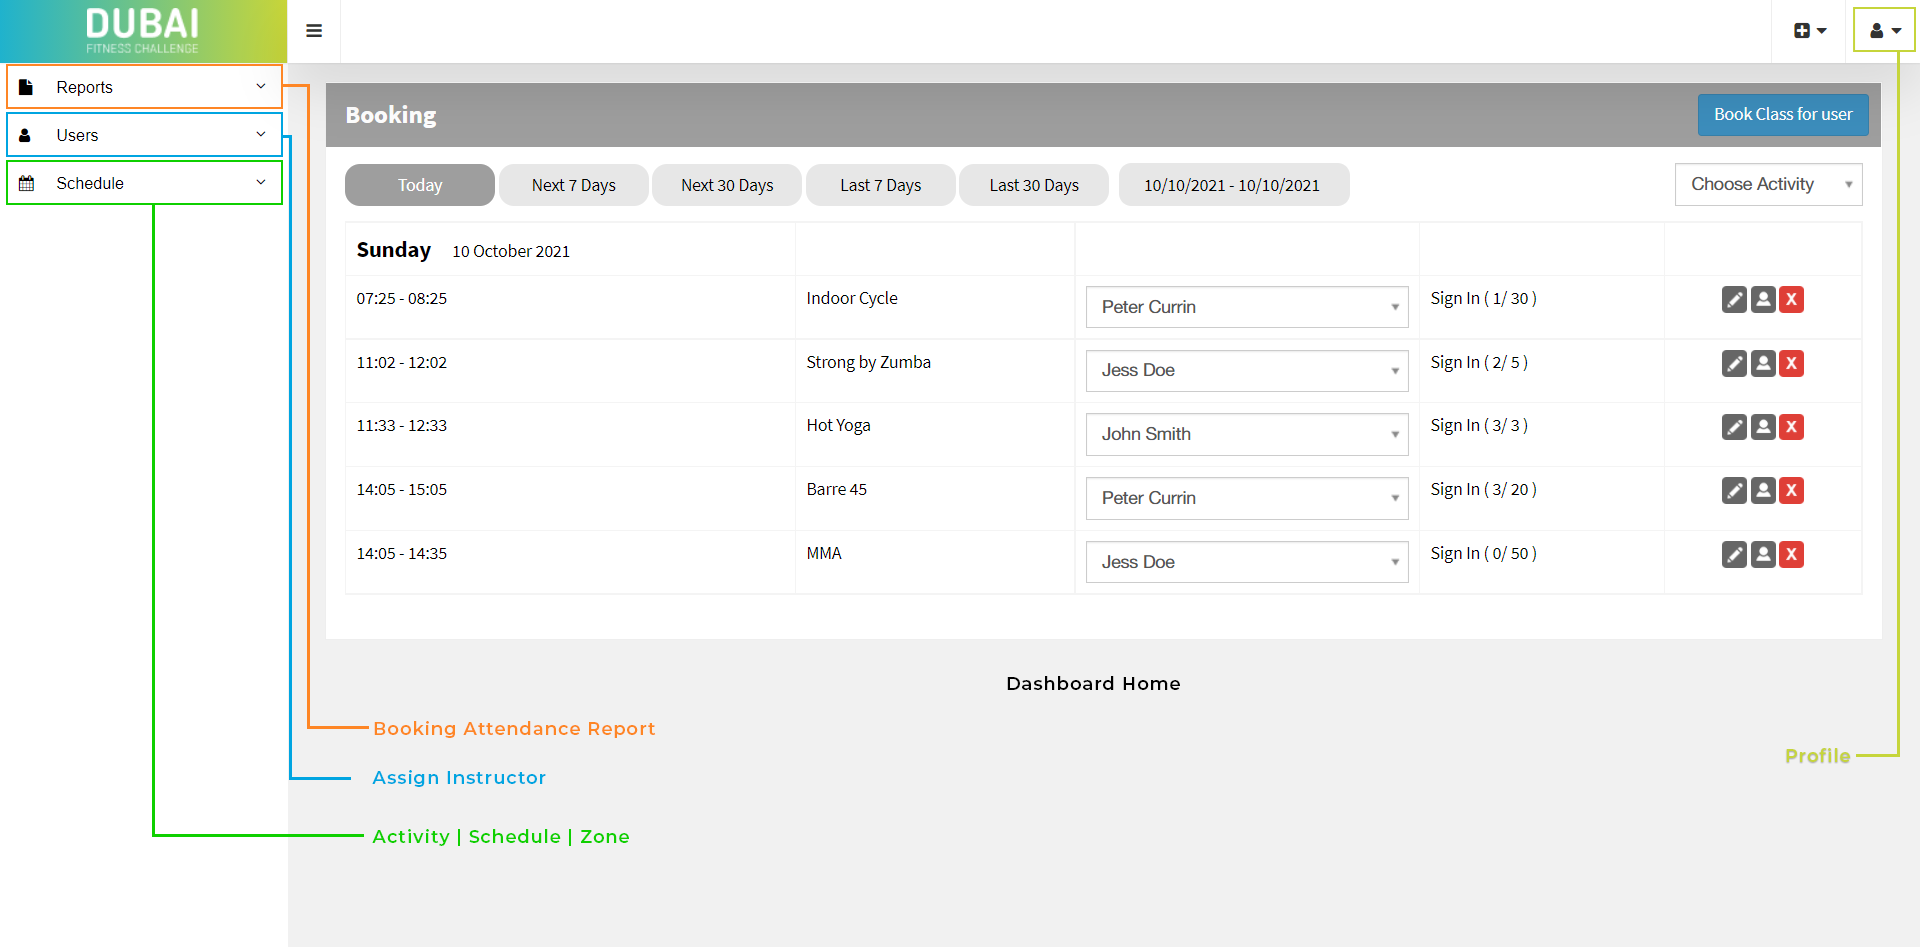 DUBAI
FITNESS CHALLENGE
Reports
Users
Schedule
Booking
Book Class for user
Today
Next 7 Days
Next 30 Days
Last 7 Days
Last 30 Days
10/10/2021 - 10/10/2021
Choose Activity
Sunday 10 October 2021
07:25 - 08:25 Indoor Cycle Peter Currin Sign In ( 1/ 30 ) X
11:02 - 12:02 Strong by Zumba Jess Doe Sign In ( 2/ 5 ) X
11:33 - 12:33 Hot Yoga John Smith Sign In ( 3/ 3 ) X
14:05 - 15:05 Barre 45 Peter Currin Sign In ( 3/ 20 ) X
14:05 - 14:35 MMA Jess Doe Sign In ( 0/ 50 ) X
Dashboard Home
Booking Attendance Report
Profile
Assign Instructor
Activity | Schedule | Zone